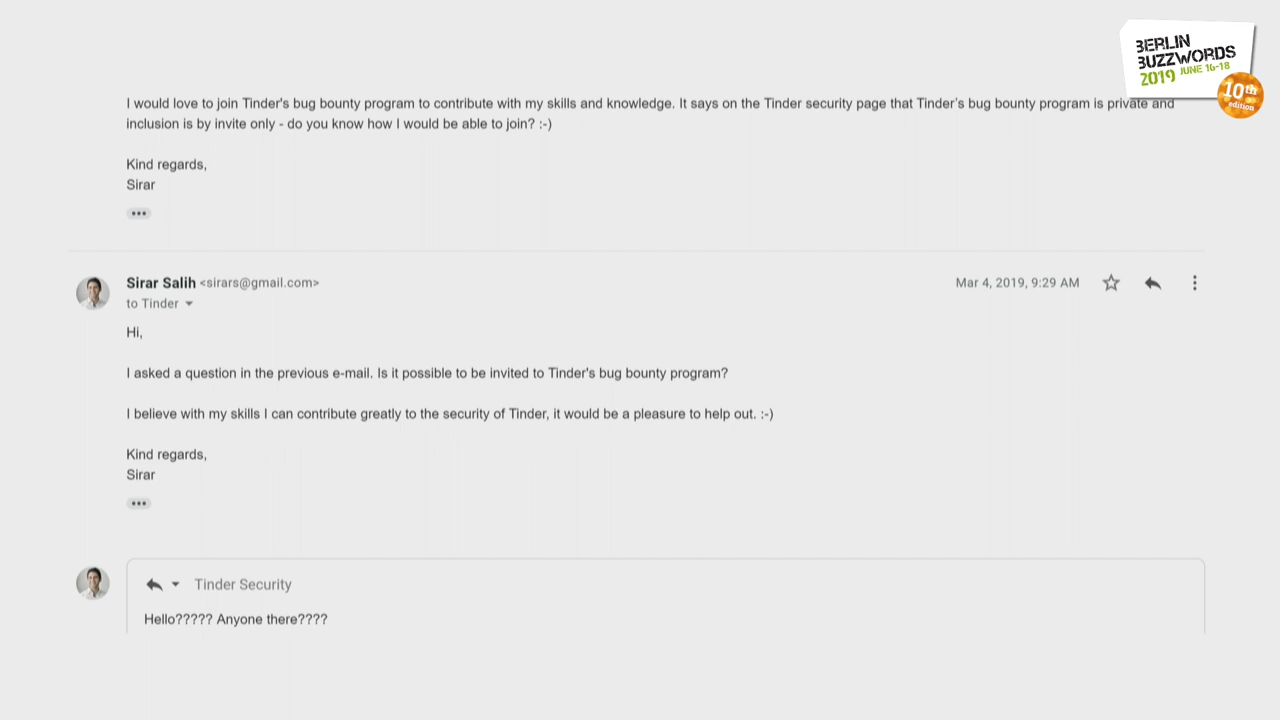 BERLIN
BUZZWORDS
2019 JUNE 16-18
10th
edition
I would love to join Tinder's bug bounty program to contribute with my skills and knowledge. It says on the Tinder security page that Tinder's bug bounty program is private and
inclusion is by invite only - do you know how I would be able to join? :-)
Kind regards,
Sirar
Sirar Salih <sirars@gmail.com>
Mar 4, 2019, 9:29 AM
to Tinder
Hi,
I asked a question in the previous e-mail. Is it possible to be invited to Tinder's bug bounty program?
I believe with my skills I can contribute greatly to the security of Tinder, it would be a pleasure to help out. :-)
Kind regards,
Sirar
Tinder Security
Hello????? Anyone there????